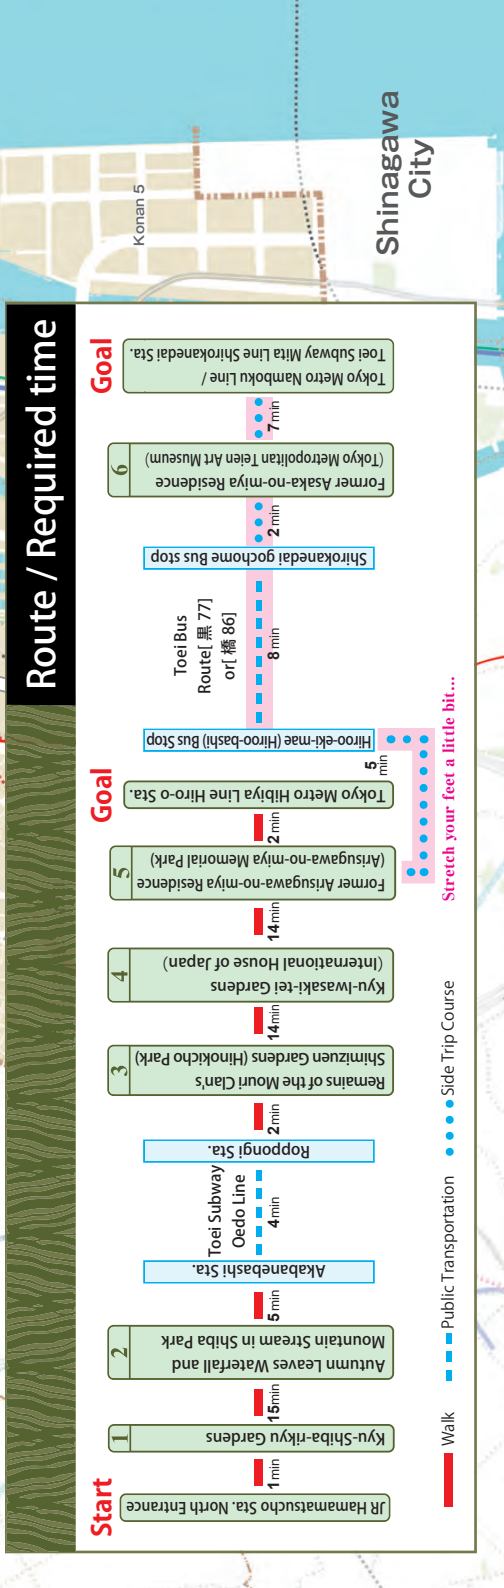 Route / Required time
Start
JR Hamamatsucho Sta. North Entrance
1 min
1
Kyu-Shiba-rikyu Gardens
15 min
2
Autumn Leaves Waterfall and
Mountain Stream in Shiba Park
5 min
Akabanebashi Sta.
Toei Subway
Oedo Line
4 min
Roppongi Sta.
2 min
3
Remains of the Mouri Clan's
Shimizuen Gardens (Hinokicho Park)
14 min
4
Kyu-Iwasaki-tei Gardens
(International House of Japan)
14 min
5
Former Arisugawa-no-miya Residence
(Arisugawa-no-miya Memorial Park)
2 min
Goal
Tokyo Metro Hibiya Line Hiro-o Sta.
5
min
Hiroo-eki-mae (Hiroo-bashi) Bus Stop
Toei Bus
Route[ 黒 77]
or[ 橋 86]
8 min
Shirokanedai gochome Bus stop
2 min
6
Former Asaka-no-miya Residence
(Tokyo Metropolitan Teien Art Museum)
7 min
Goal
Tokyo Metro Namboku Line /
Toei Subway Mita Line Shirokanedai Sta.
Stretch your feet a little bit...
Walk
Public Transportation
Side Trip Course
Konan 5
Shinagawa
City